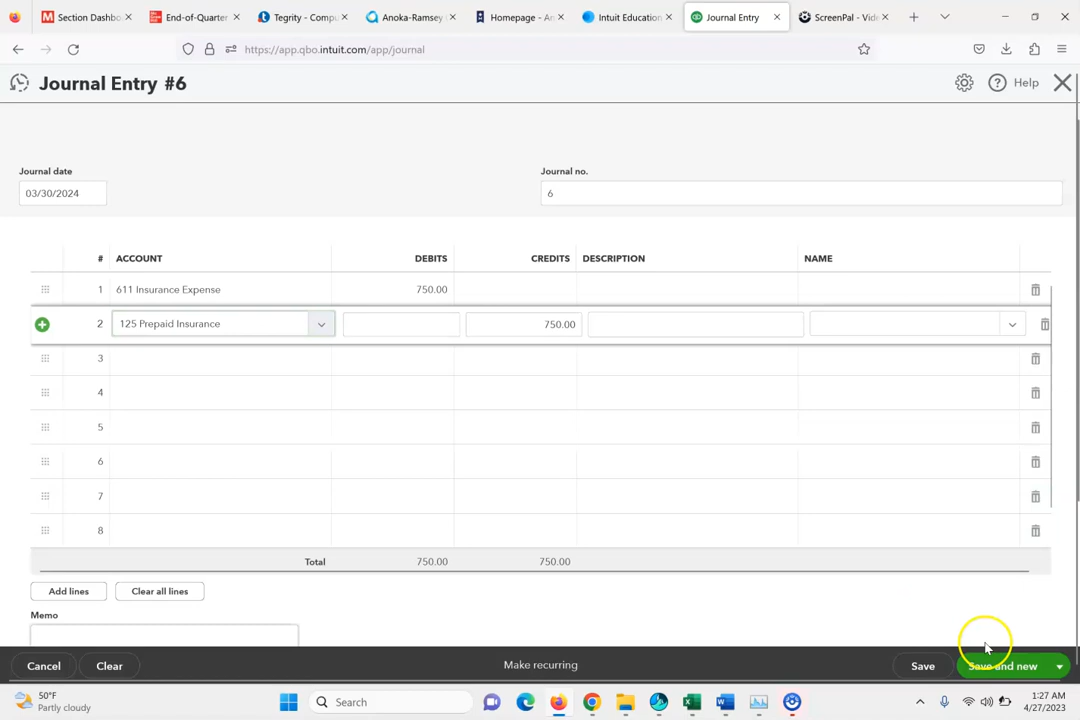 Section Dashbo
End-of-Quarter
Tegrity - Compu
Anoka-Ramsey
Homepage - An
Intuit Education
Journal Entry
ScreenPal - Vide
https://app.qbo.intuit.com/app/journal
Journal Entry #6
Help
Journal date
Journal no.
03/30/2024
6
# ACCOUNT DEBITS CREDITS DESCRIPTION NAME
1 611 Insurance Expense 750.00
2 125 Prepaid Insurance 750.00
3
4
5
6
7
8
Total 750.00 750.00
Add lines Clear all lines
Memo
Cancel Clear Make recurring Save Save and new
50°F
Partly cloudy
Search
1:27 AM
4/27/2023